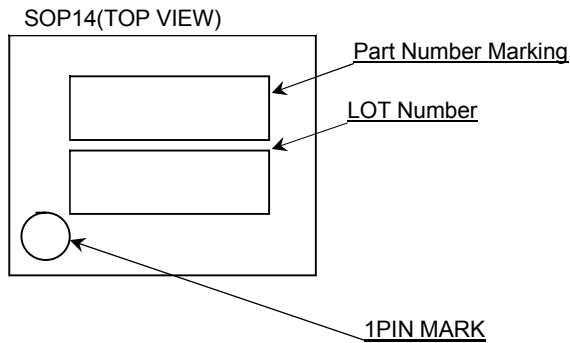 SOP14(TOP VIEW)
Part Number Marking
LOT Number
1PIN MARK